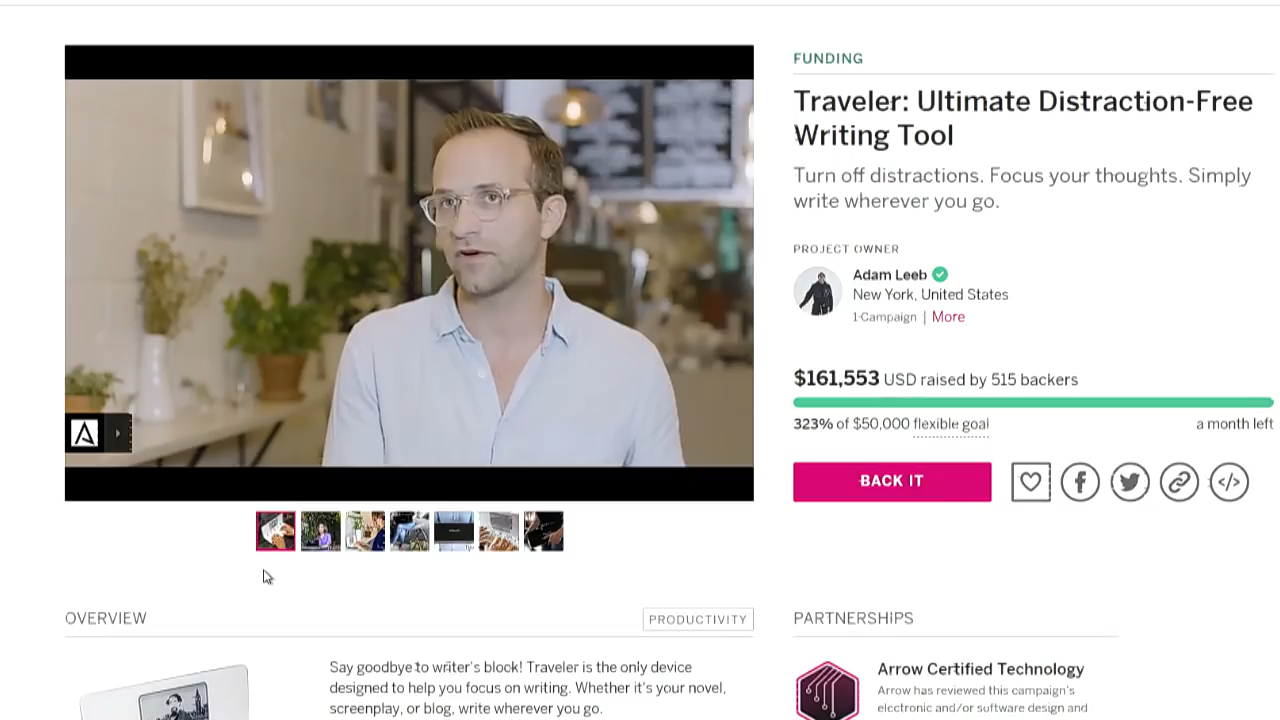 FUNDING
Traveler: Ultimate Distraction-Free
Writing Tool
Turn off distractions. Focus your thoughts. Simply
write wherever you go.
PROJECT OWNER
Adam Leeb
New York, United States
1 Campaign | More
$161,553 USD raised by 515 backers
323% of $50,000 flexible goal
a month left
BACK IT
OVERVIEW
PRODUCTIVITY
Say goodbye to writer's block! Traveler is the only device
designed to help you focus on writing. Whether it's your novel,
screenplay, or blog, write wherever you go.
PARTNERSHIPS
Arrow Certified Technology
Arrow has reviewed this campaign's
electronic and/or software design and